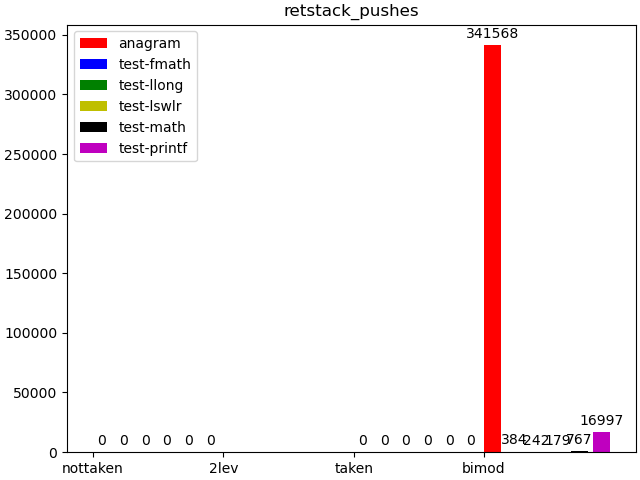 retstack_pushes
341568
350000
anagram
test-fmath
test-llong
test-lswlr
test-math
test-printf
300000
250000
200000
150000
100000
50000
16997
0 0 0 0 0 0 0 0 0 0 0 0 384 242 179 767
0
nottaken 2lev taken bimod